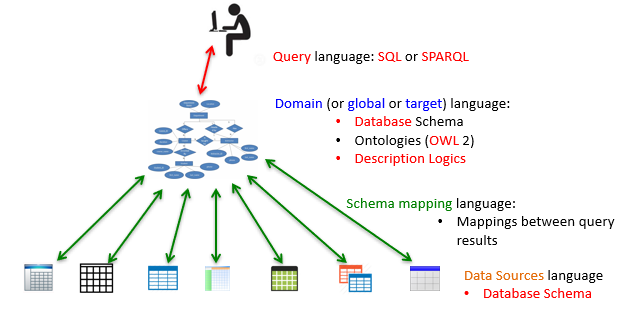 Query language: SQL or SPARQL
Domain (or global or target) language:
• Database Schema
• Ontologies (OWL 2)
• Description Logics
Schema mapping language:
• Mappings between query
results
Data Sources language
• Database Schema